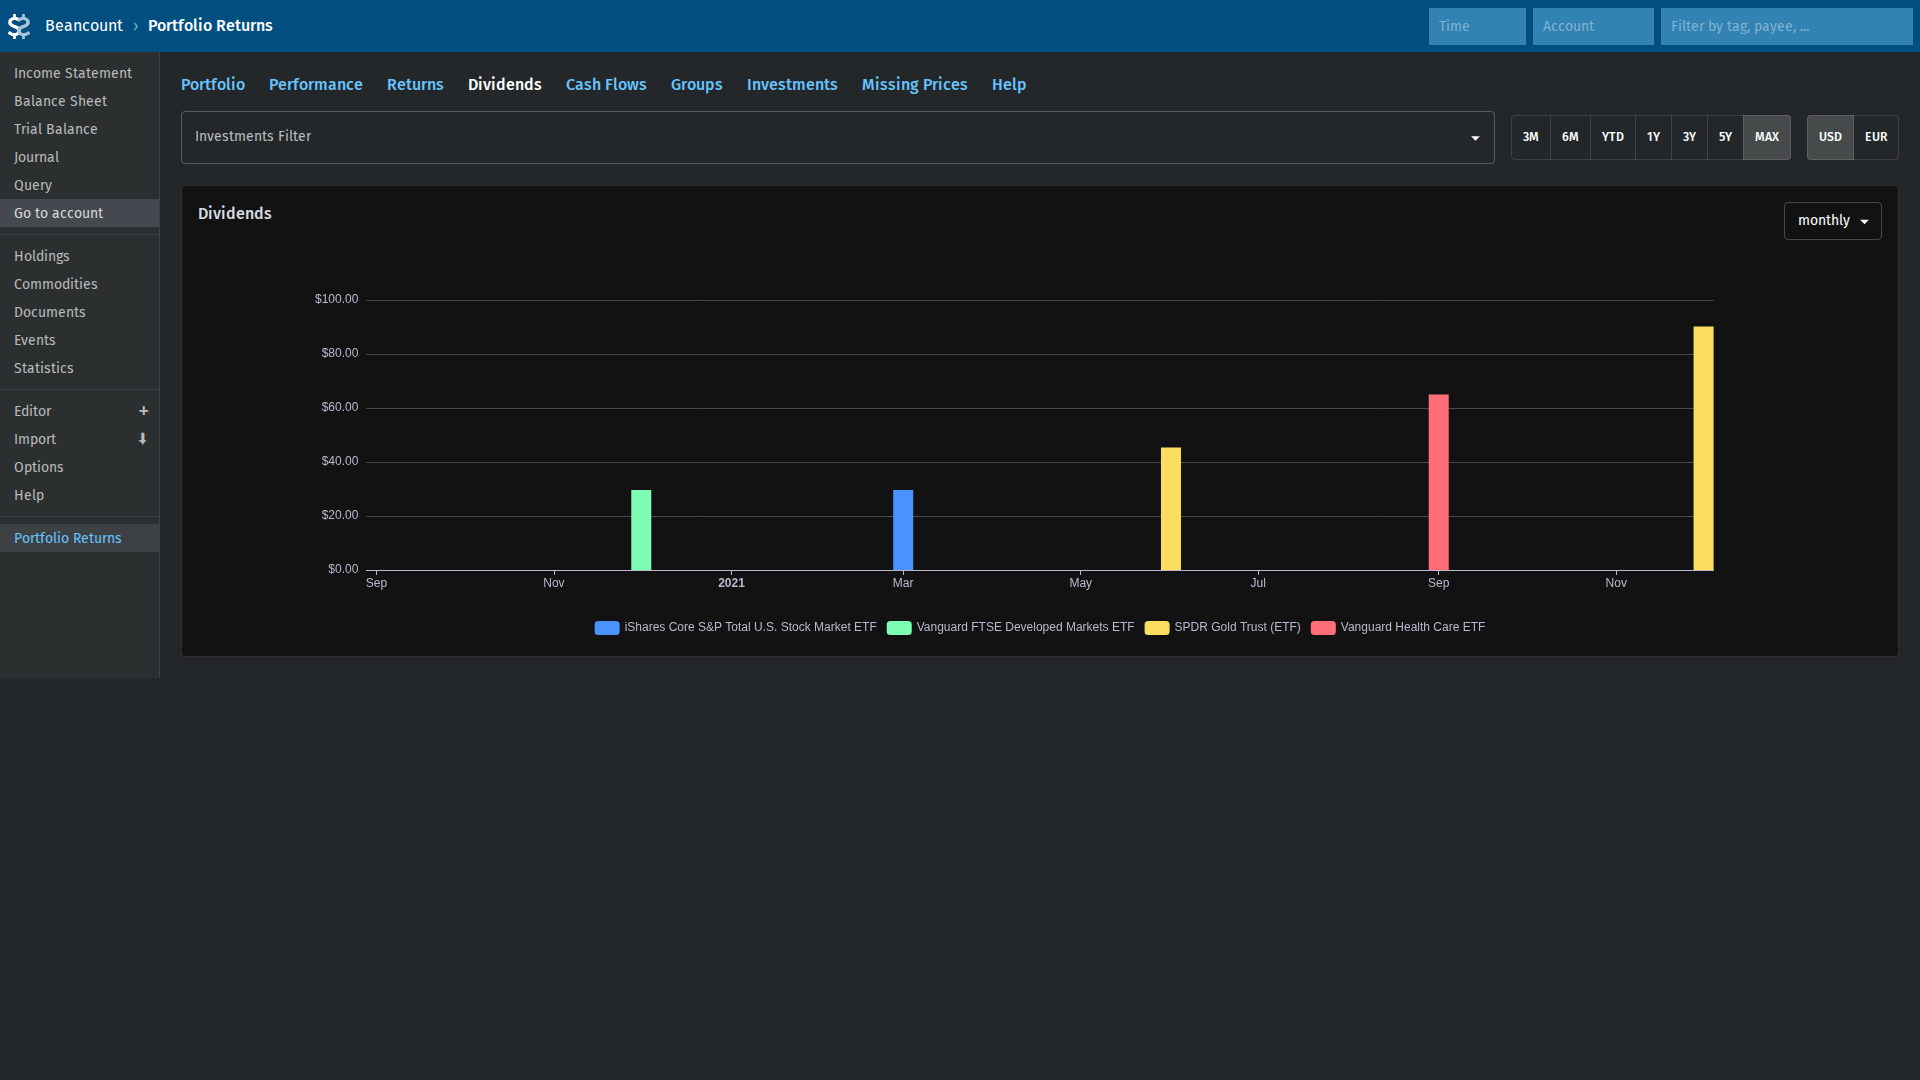 Beancount › Portfolio Returns
Time
Account
Filter by tag, payee, ...
Income Statement
Balance Sheet
Trial Balance
Journal
Query
Go to account
Holdings
Commodities
Documents
Events
Statistics
Editor +
Import
Options
Help
Portfolio Returns
Portfolio Performance Returns Dividends Cash Flows Groups Investments Missing Prices Help
Investments Filter
3M 6M YTD 1Y 3Y 5Y MAX
USD EUR
Dividends
monthly
$100.00
$80.00
$60.00
$40.00
$20.00
$0.00
Sep Nov 2021 Mar May Jul Sep Nov
iShares Core S&P Total U.S. Stock Market ETF Vanguard FTSE Developed Markets ETF SPDR Gold Trust (ETF) Vanguard Health Care ETF